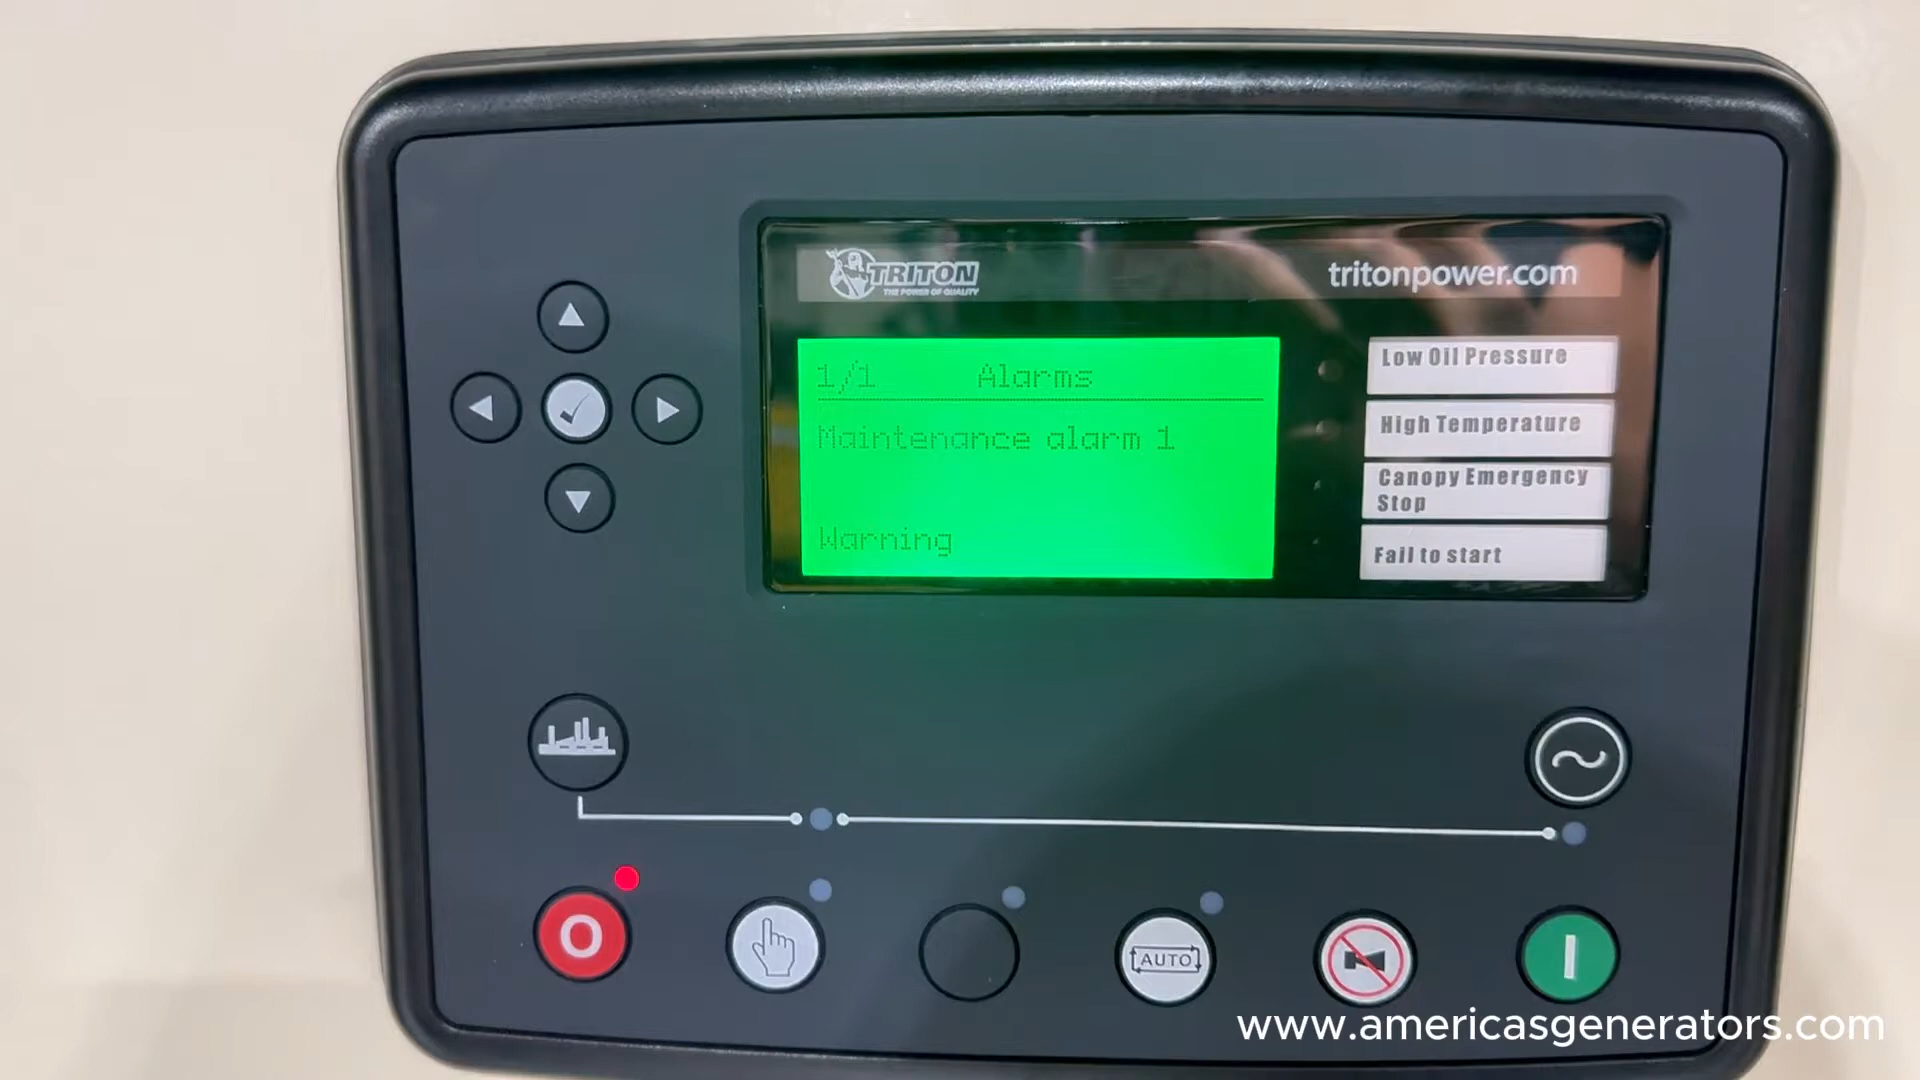 TRITON
THE POWER OF QUALITY
tritonpower.com
1/1 Alarms
Maintenance alarm 1
Warning
Low Oil Pressure
High Temperature
Canopy Emergency
Stop
Fail to start
O
AUTO
I
www.americasgenerators.com